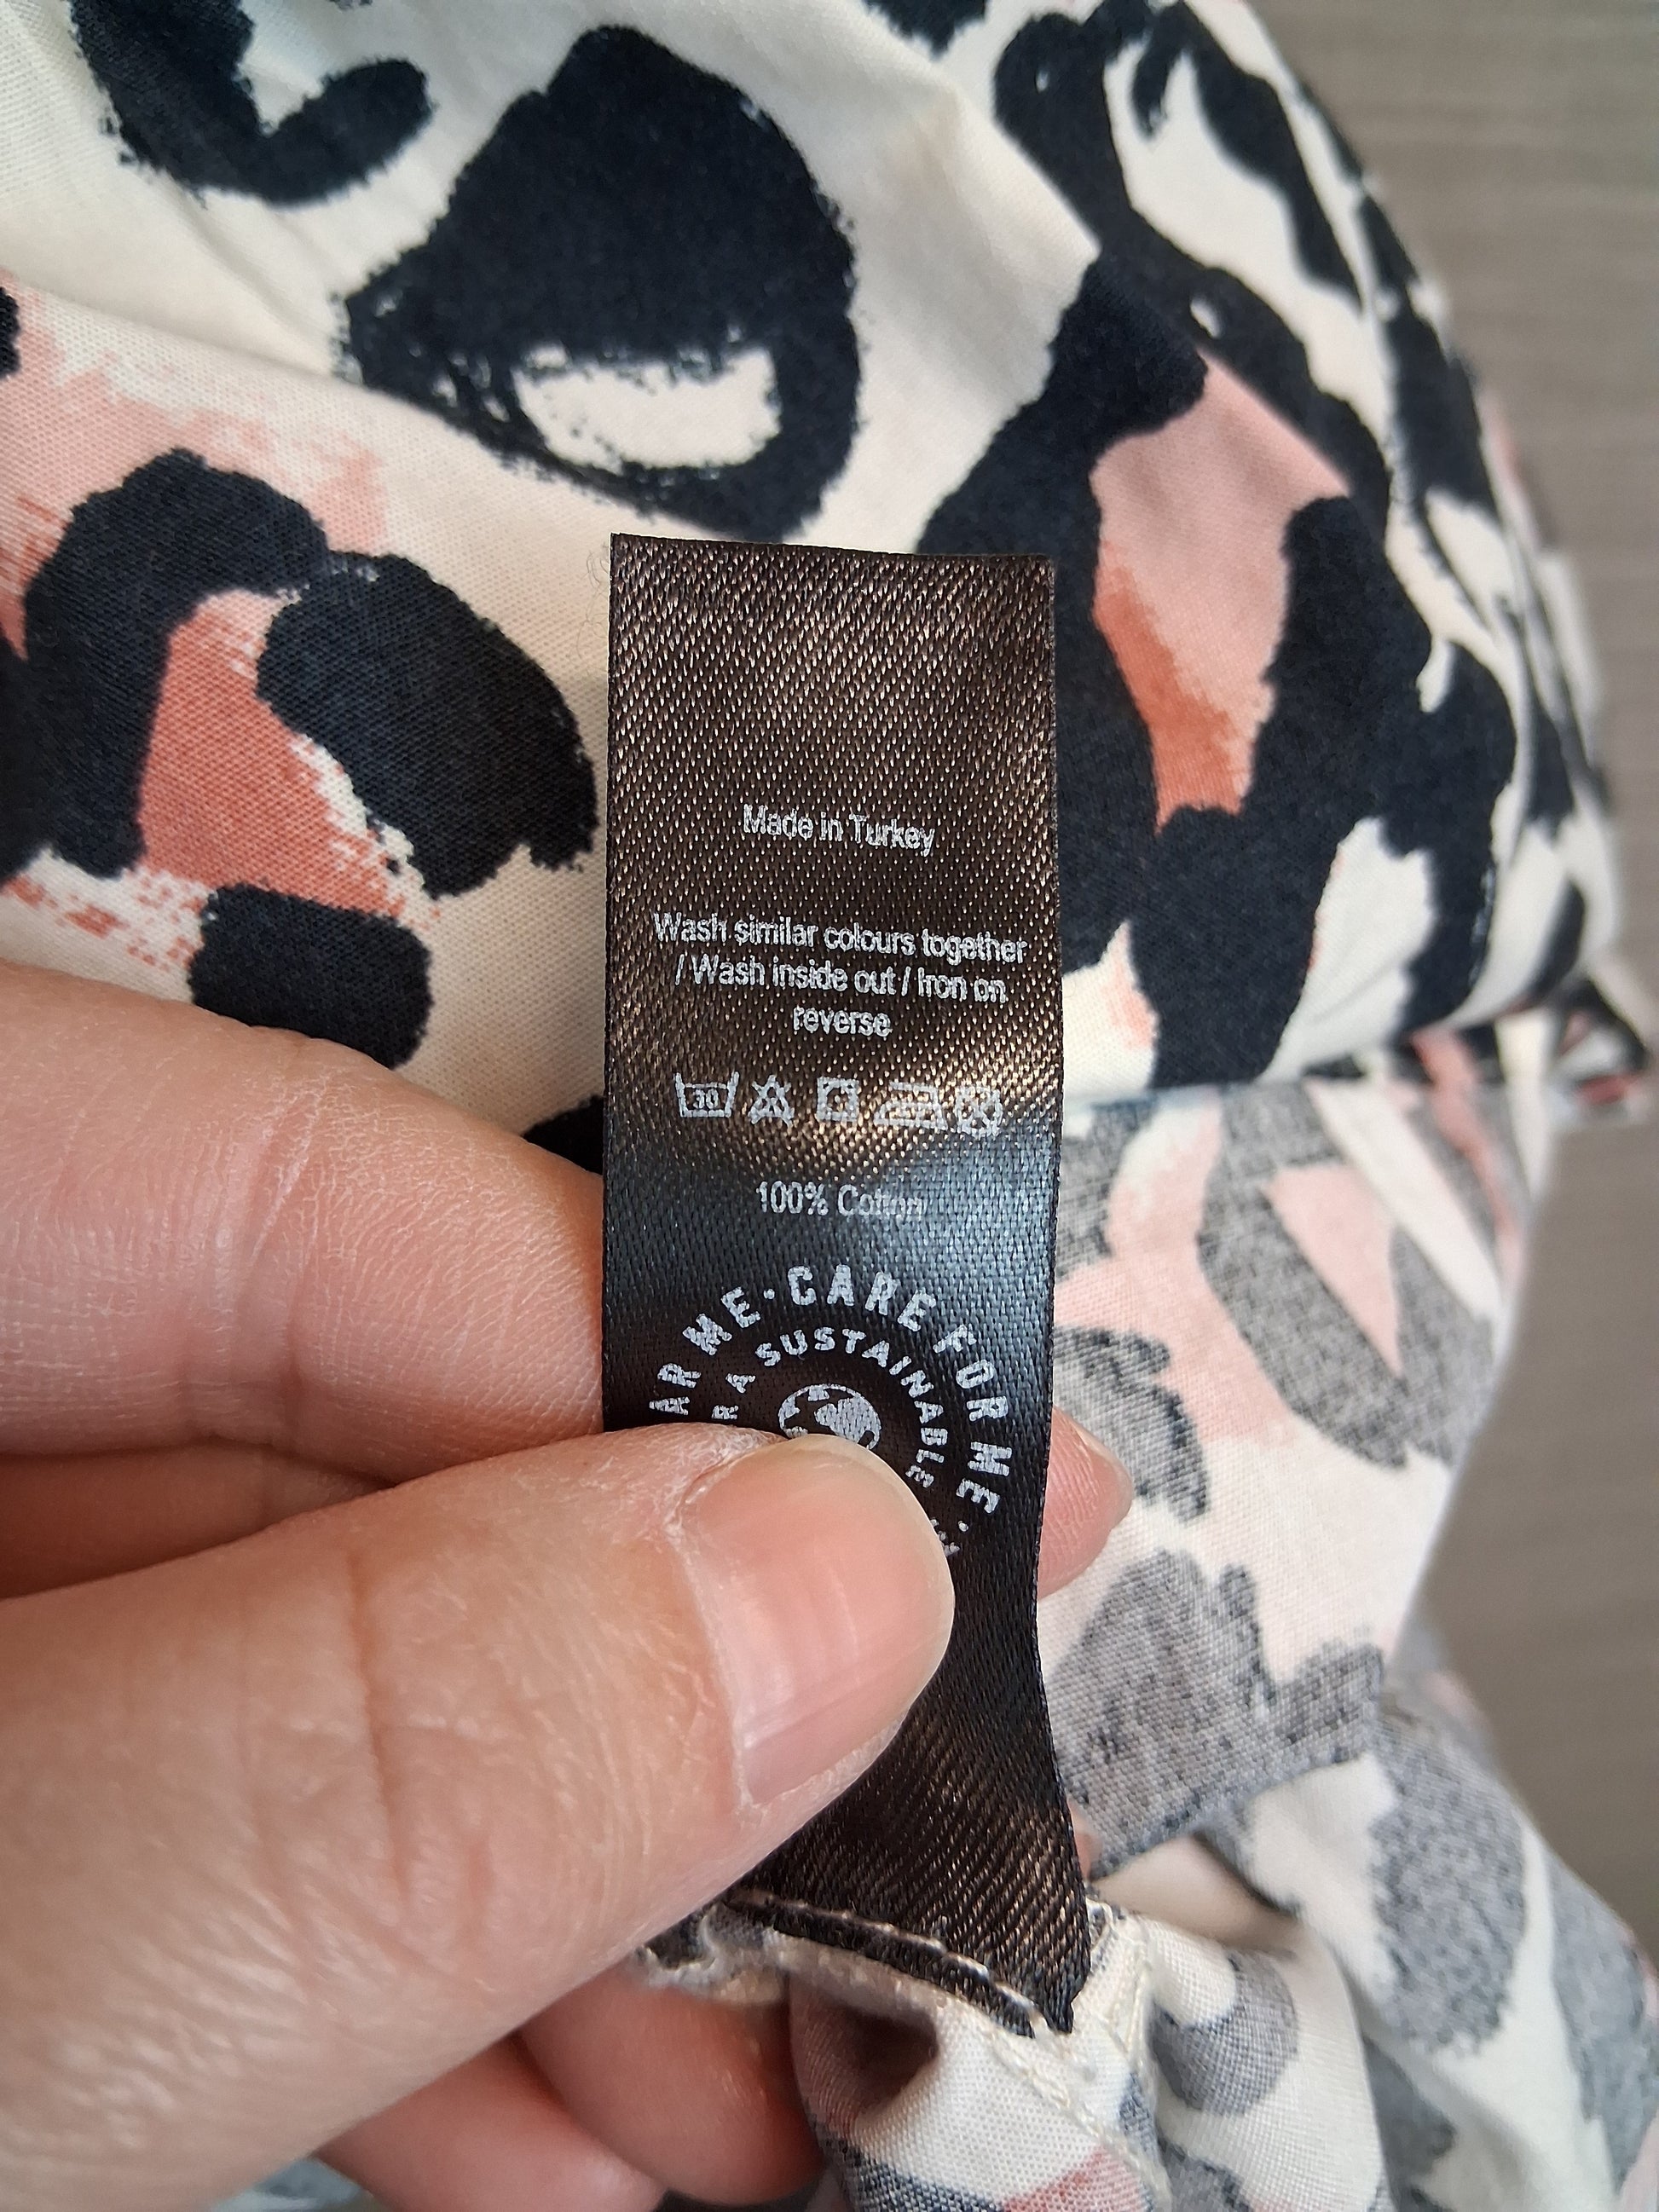 Made in Turkey
Wash similar colours together
/ Wash inside out / Iron on
reverse
30
100% Cotton
ME · CARE FOR ME ·
A SUSTAINABLE